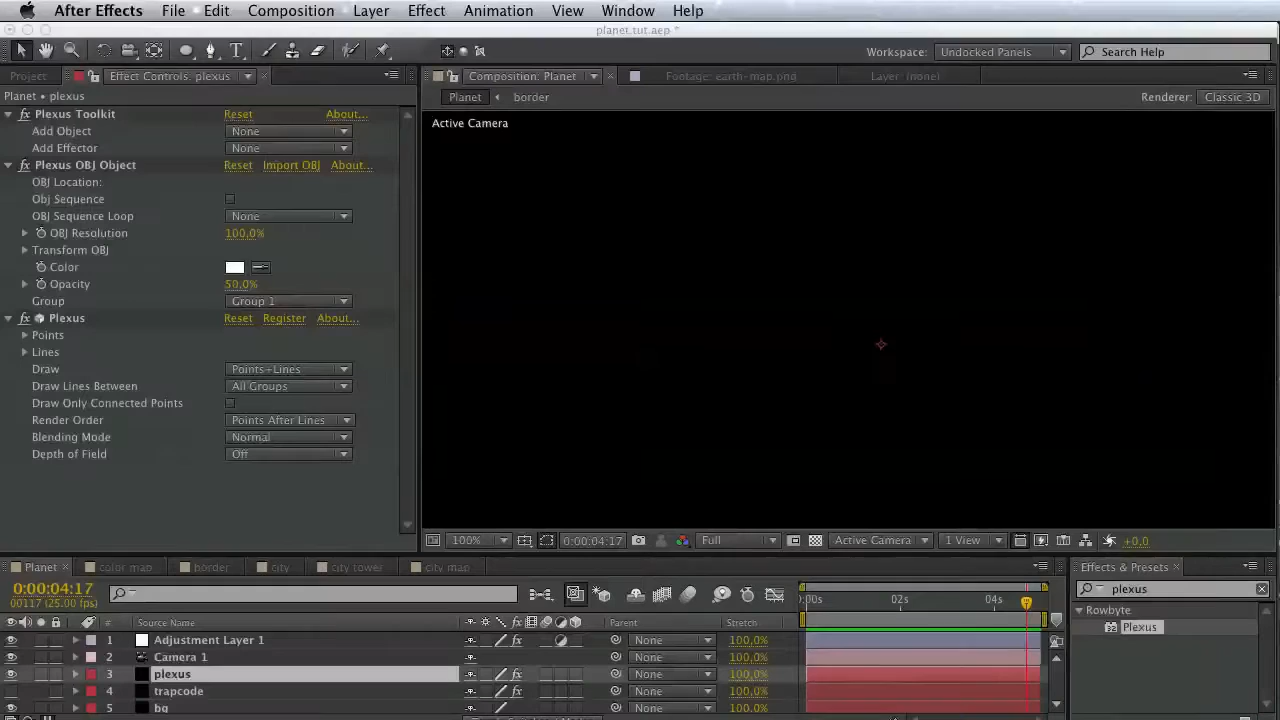 After Effects File Edit Composition Layer Effect Animation View Window Help
planet.tut.aep *
Workspace: Undocked Panels Search Help
Project Effect Controls: plexus Composition: Planet Footage: earth-map.png Layer: (none)
Planet • plexus Planet border Renderer: Classic 3D
Plexus Toolkit Reset About...
Active Camera
Add Object None
Add Effector None
Plexus OBJ Object Reset Import OBJ About...
OBJ Location:
Obj Sequence
OBJ Sequence Loop None
OBJ Resolution 100,0%
Transform OBJ
Color
Opacity 50,0%
Group Group 1
Plexus Reset Register About...
Points
Lines
Draw Points+Lines
Draw Lines Between All Groups
Draw Only Connected Points
Render Order Points After Lines
Blending Mode Normal
Depth of Field Off
100% 0:00:04:17 Full Active Camera 1 View +0,0
Planet color map border city city tower city map Effects & Presets
0:00:04:17
00117 (25.00 fps)
plexus
:00s 02s 04s
Rowbyte
# Source Name Parent Stretch
Plexus
1 Adjustment Layer 1 None 100,0%
2 Camera 1 None 100,0%
3 plexus None 100,0%
4 trapcode None 100,0%
5 bg None 100,0%